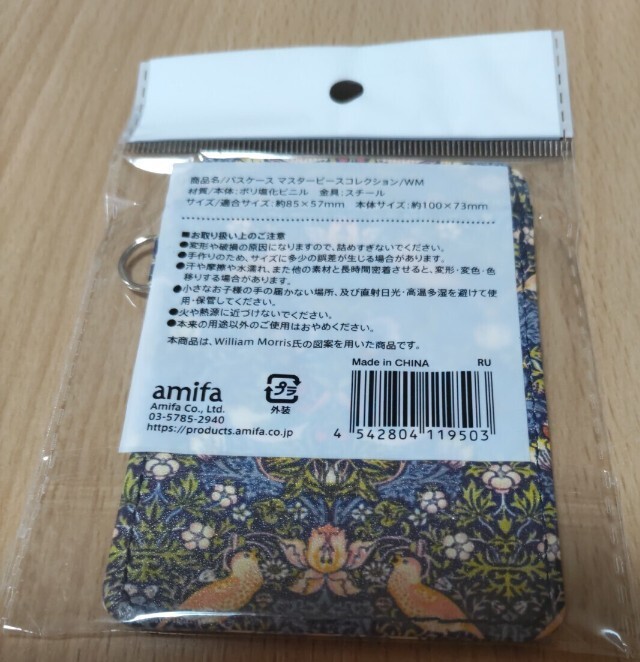 商品名/パスケース マスターピースコレクション/WM
材質/本体：ポリ塩化ビニル　金具：スチール
サイズ/適合サイズ：約85×57mm　本体サイズ：約100×73mm
■お取り扱い上のご注意
●変形や破損の原因になりますので、詰めすぎないでください。
●手作りのため、サイズに多少の誤差が生じる場合があります。
●汗や摩擦や水濡れ、また他の素材と長時間密着させると、変形・変色・色
移りする場合があります。
●小さなお子様の手の届かない場所、及び直射日光・高温多湿を避けて使
用・保管してください。
●火や熱源に近づけないでください。
●本来の用途以外のご使用はおやめください。
本商品は、William Morris氏の図案を用いた商品です。
Made in CHINA RU
amifa
Amifa Co., Ltd.
03-5785-2940
https://products.amifa.co.jp
プラ
外装
4 542804 119503